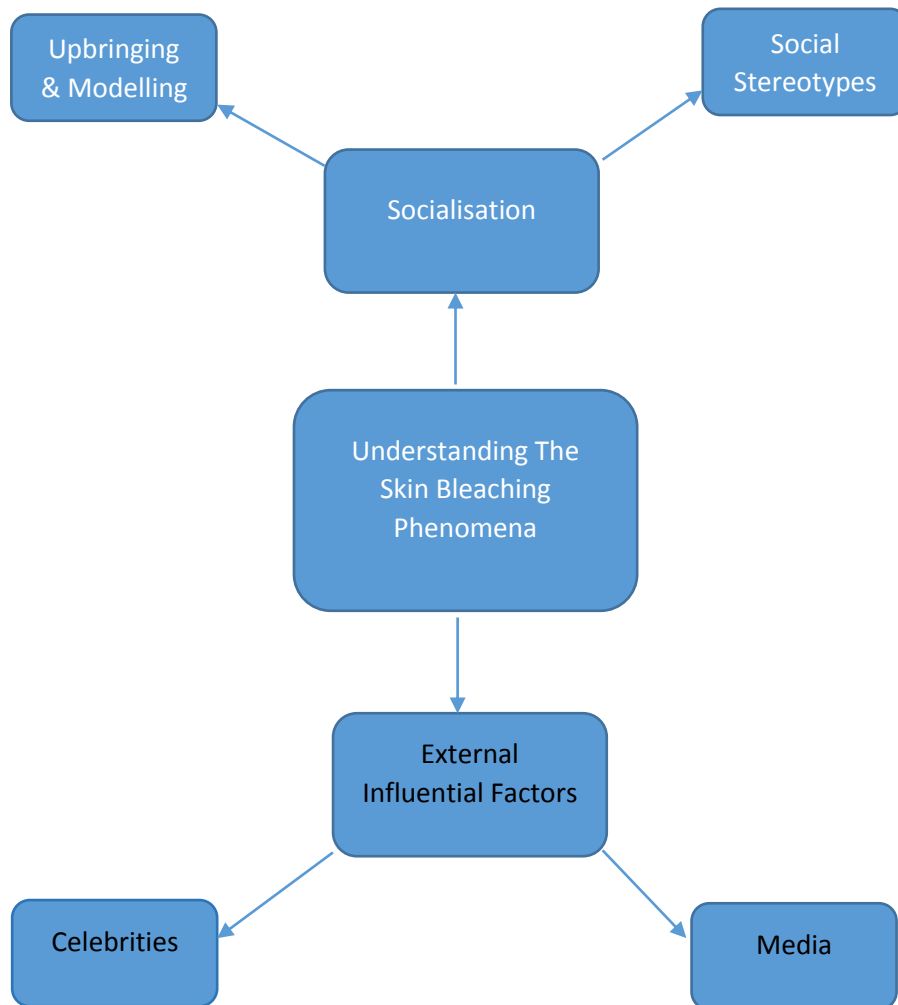 Upbringing
& Modelling
Social
Stereotypes
Socialisation
Understanding The
Skin Bleaching
Phenomena
External
Influential Factors
Celebrities
Media